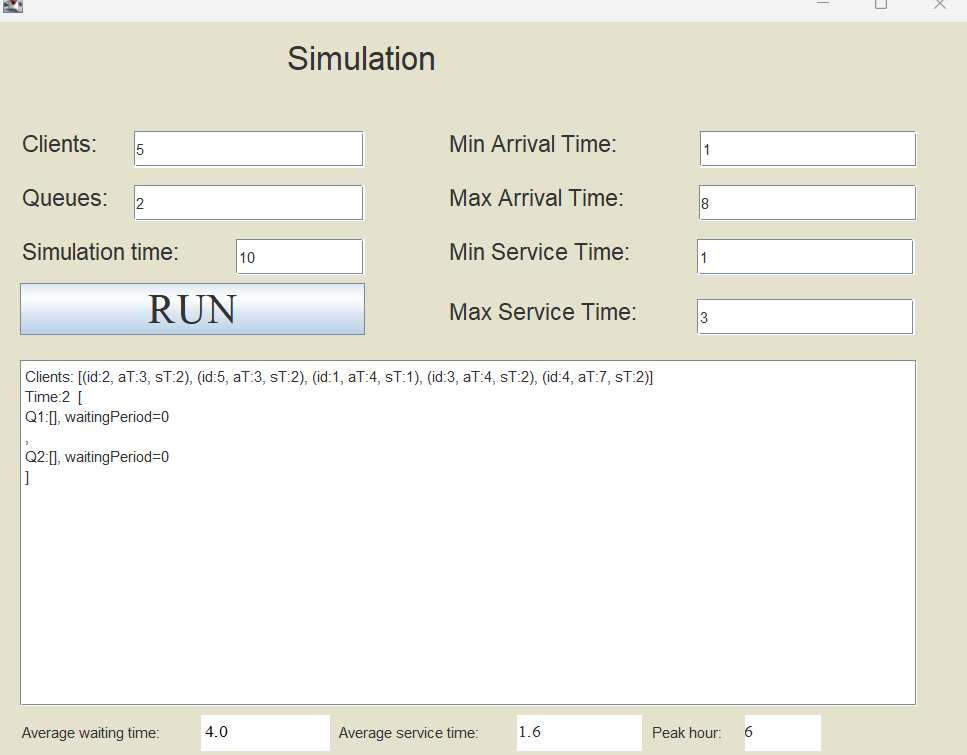 Simulation
Clients: 5 Min Arrival Time: 1
Queues: 2 Max Arrival Time: 8
Simulation time: 10 Min Service Time: 1
RUN Max Service Time: 3
Clients: [(id:2, aT:3, sT:2), (id:5, aT:3, sT:2), (id:1, aT:4, sT:1), (id:3, aT:4, sT:2), (id:4, aT:7, sT:2)]
Time:2 [
Q1:[], waitingPeriod=0
,
Q2:[], waitingPeriod=0
]
Average waiting time: 4.0 Average service time: 1.6 Peak hour: 6